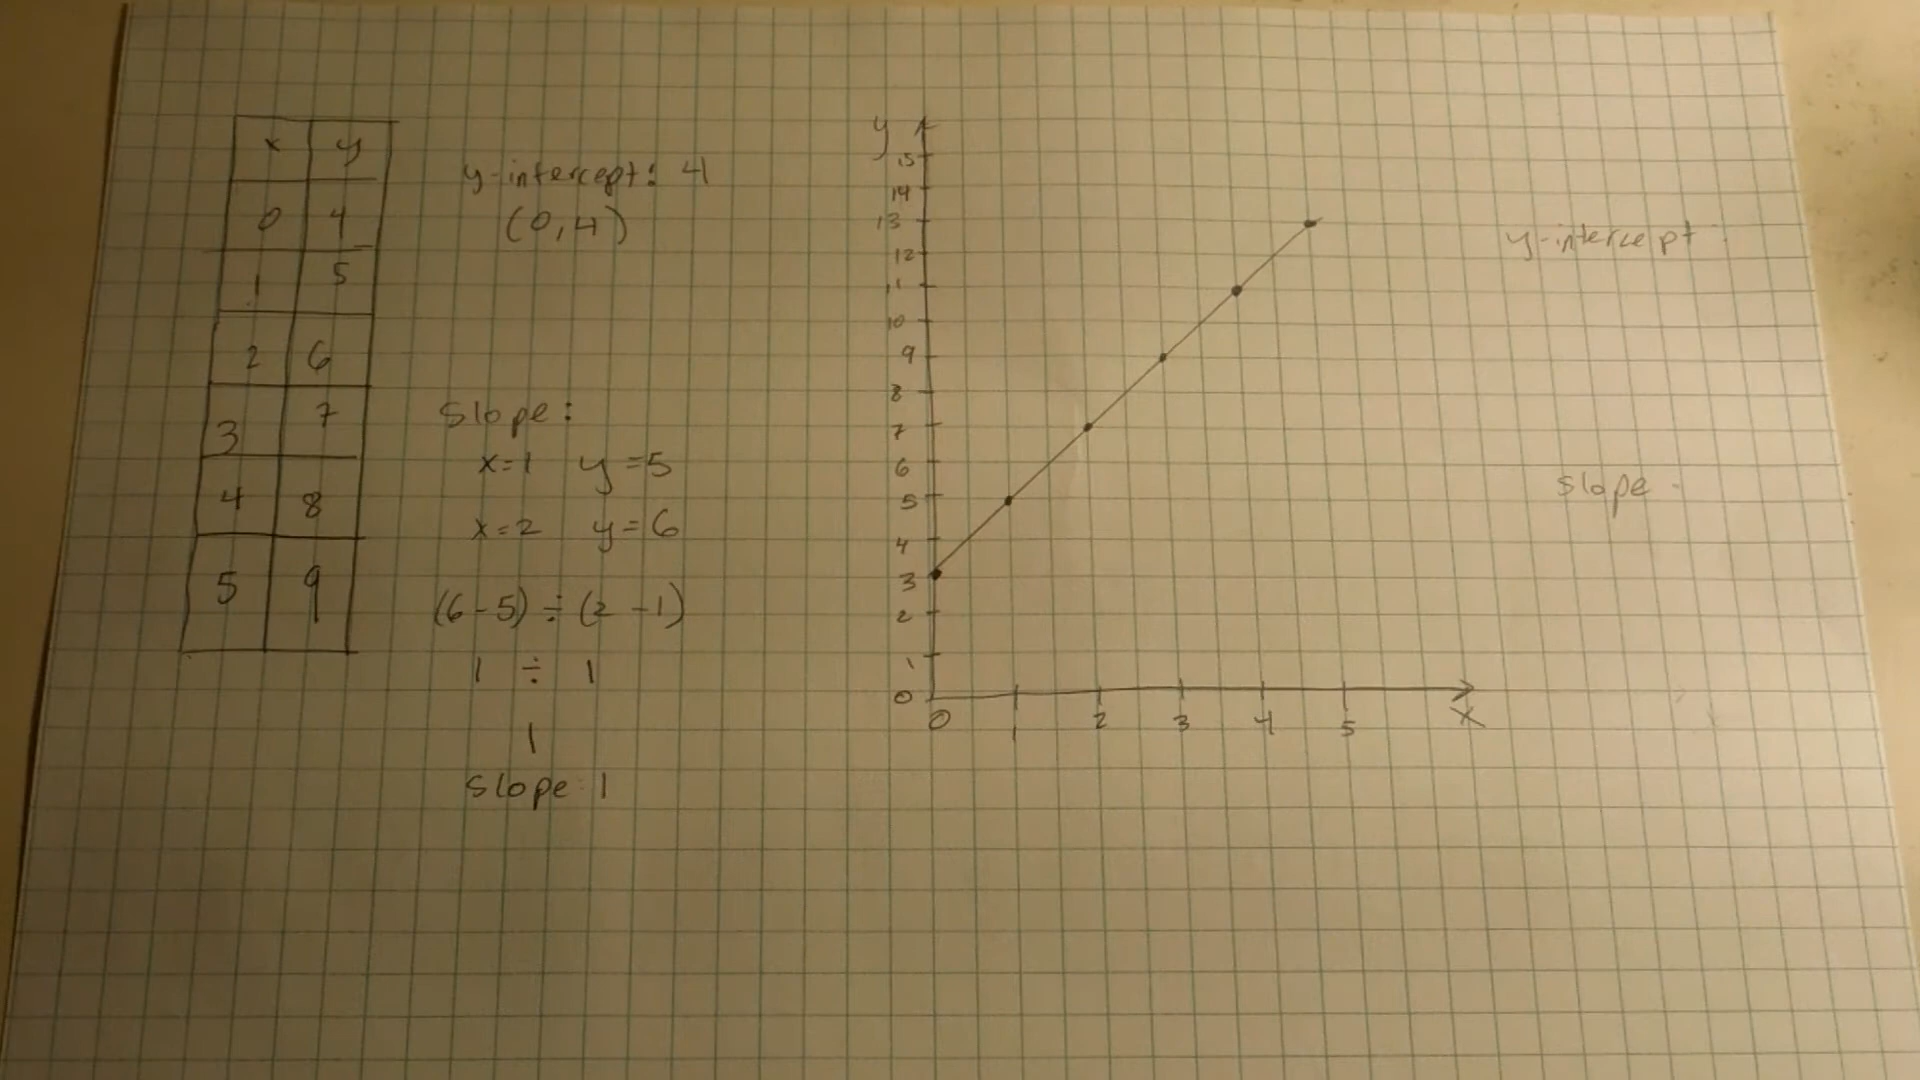 x y
0 4
1 5
2 6
3 7
4 8
5 9
y-intercept: 4
(0,4)
Slope:
x=1 y=5
x=2 y=6
(6-5) ÷ (2-1)
1 ÷ 1
1
Slope: 1
y
15
14
13
12
11
10
9
8
7
6
5
4
3
2
1
0
0 1 2 3 4 5 x
y-intercept:
slope